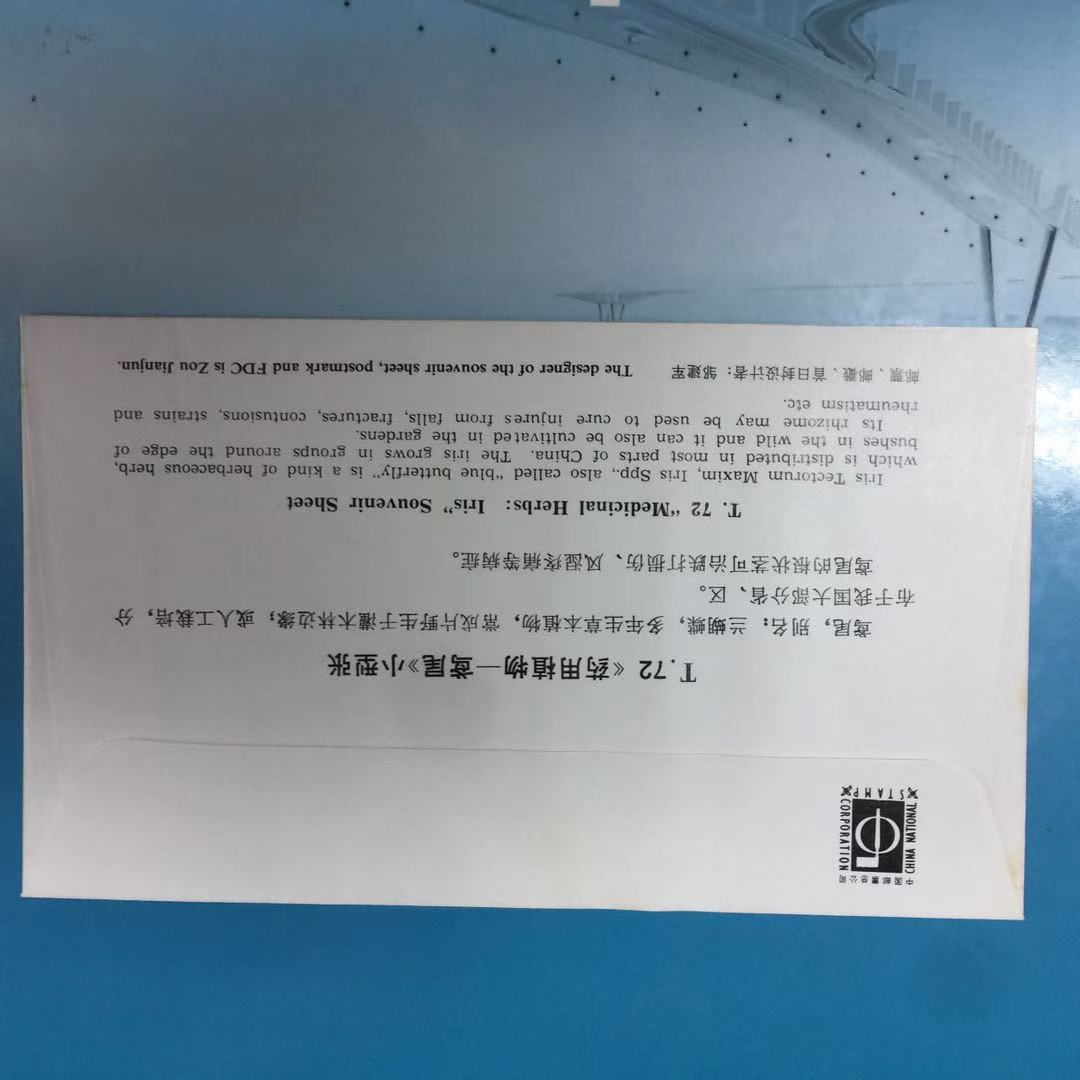 中国邮票总公司
CHINA NATIONAL
STAMP
CORPORATION
T.72《药用植物—鸢尾》小型张
鸢尾，别名：兰蝴蝶，多年生草本植物，常成片野生于灌木林边缘；或人工栽培，分
布于我国大部分省、区。
鸢尾的根状茎可治跌打损伤、风湿疼痛等病症。
T. 72 “Medicinal Herbs: Iris” Souvenir Sheet
Iris Tectorum Maxim, Iris Spp., also called “blue butterfly” is a kind of herbaceous herb,
which is distributed in most parts of China. The iris grows in groups around the edge of
bushes in the wild and it can also be cultivated in the gardens.
Its rhizome may be used to cure injures from falls, fractures, contusions, strains and
rheumatism etc.
邮票、邮戳、首日封设计者：邹建军 The designer of the souvenir sheet, postmark and FDC is Zou Jianjun.